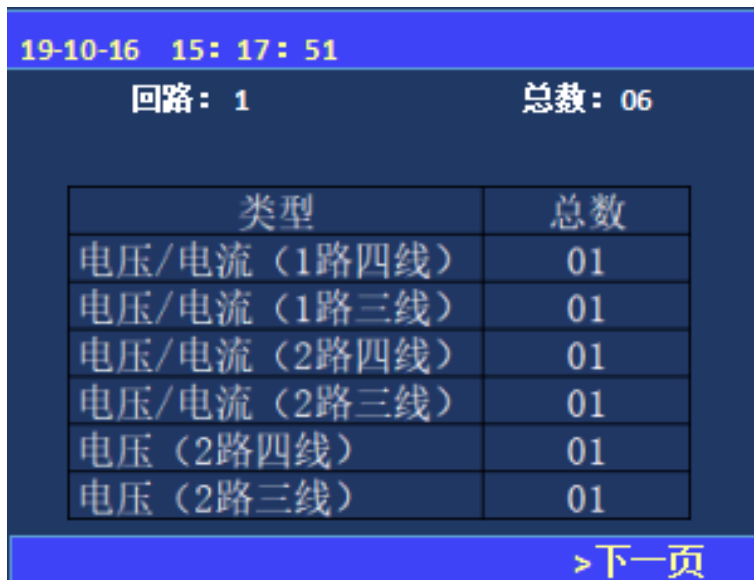 19-10-16 15：17：51
回路：1 总数：06
类型 总数
电压/电流（1路四线） 01
电压/电流（1路三线） 01
电压/电流（2路四线） 01
电压/电流（2路三线） 01
电压（2路四线） 01
电压（2路三线） 01
>下一页